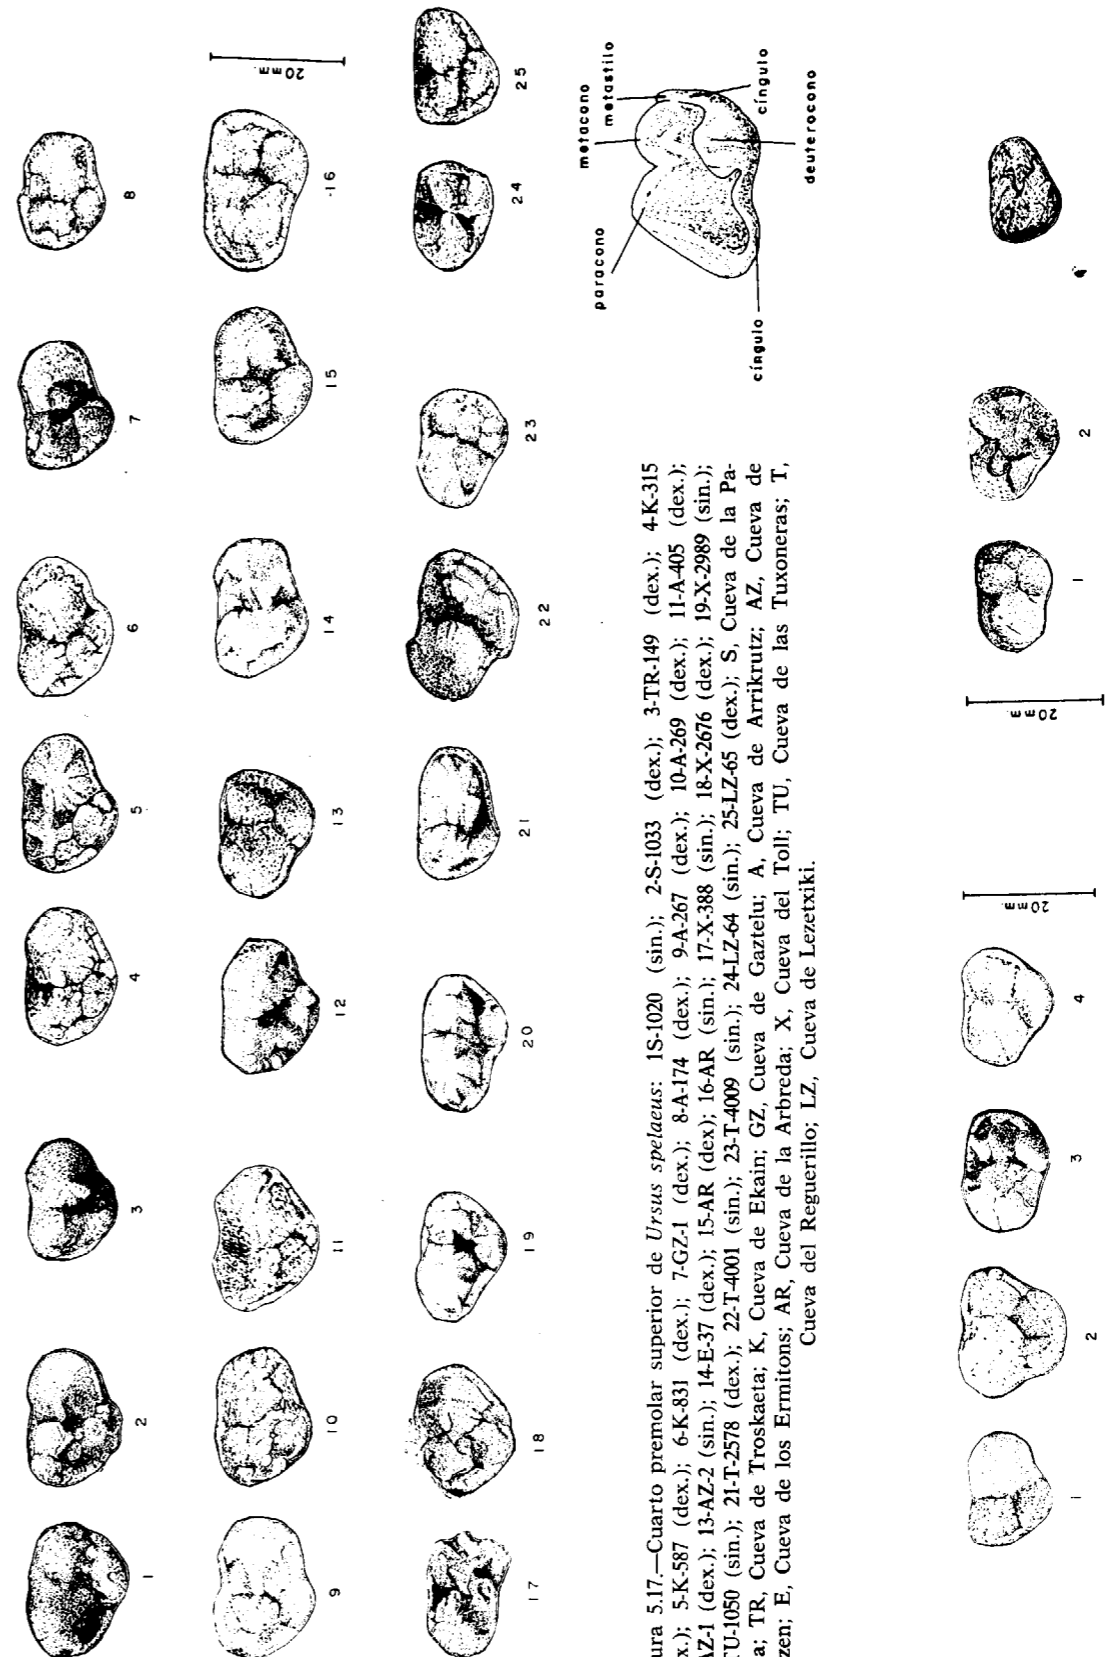 1
2
3
4
5
6
7
8
20 mm.
9
10
11
12
13
14
15
16
17
18
19
20
21
22
23
24
25
paracono
metacono
metastilo
cíngulo
deuterocono
cíngulo
ura 5.17.—Cuarto premolar superior de Ursus spelaeus: 1S-1020 (sin.); 2-S-1033 (dex.); 3-TR-149 (dex.); 4-K-315
x.); 5-K-587 (dex.); 6-K-831 (dex.); 7-GZ-1 (dex.); 8-A-174 (dex.); 9-A-267 (dex.); 10-A-269 (dex.); 11-A-405 (dex.);
AZ-1 (dex.); 13-AZ-2 (sin.); 14-E-37 (dex.); 15-AR (dex); 16-AR (sin.); 17-X-388 (sin.); 18-X-2676 (dex.); 19-X-2989 (sin.);
TU-1050 (sin.); 21-T-2578 (dex.); 22-T-4001 (sin.); 23-T-4009 (sin.); 24-LZ-64 (sin.); 25-LZ-65 (dex.); S, Cueva de la Pa-
a; TR, Cueva de Troskaeta; K, Cueva de Ekain; GZ, Cueva de Gaztelu; A, Cueva de Arrikrutz; AZ, Cueva de
zen; E, Cueva de los Ermitons; AR, Cueva de la Arbreda; X, Cueva del Toll; TU, Cueva de las Tuxoneras; T,
Cueva del Reguerillo; LZ, Cueva de Lezetxiki.
1
2
3
4
20 mm.
20 mm.
1
2